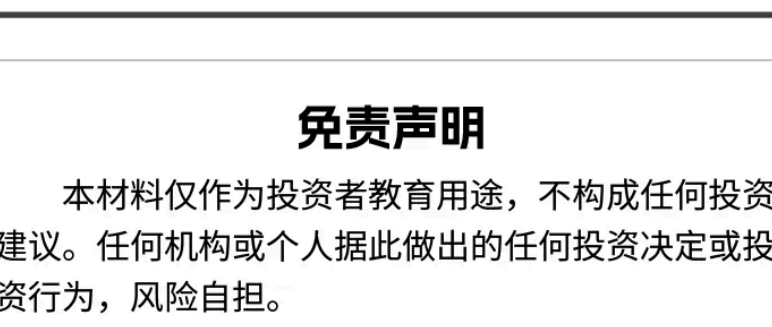 免责声明
本材料仅作为投资者教育用途，不构成任何投资
建议。任何机构或个人据此做出的任何投资决定或投
资行为，风险自担。